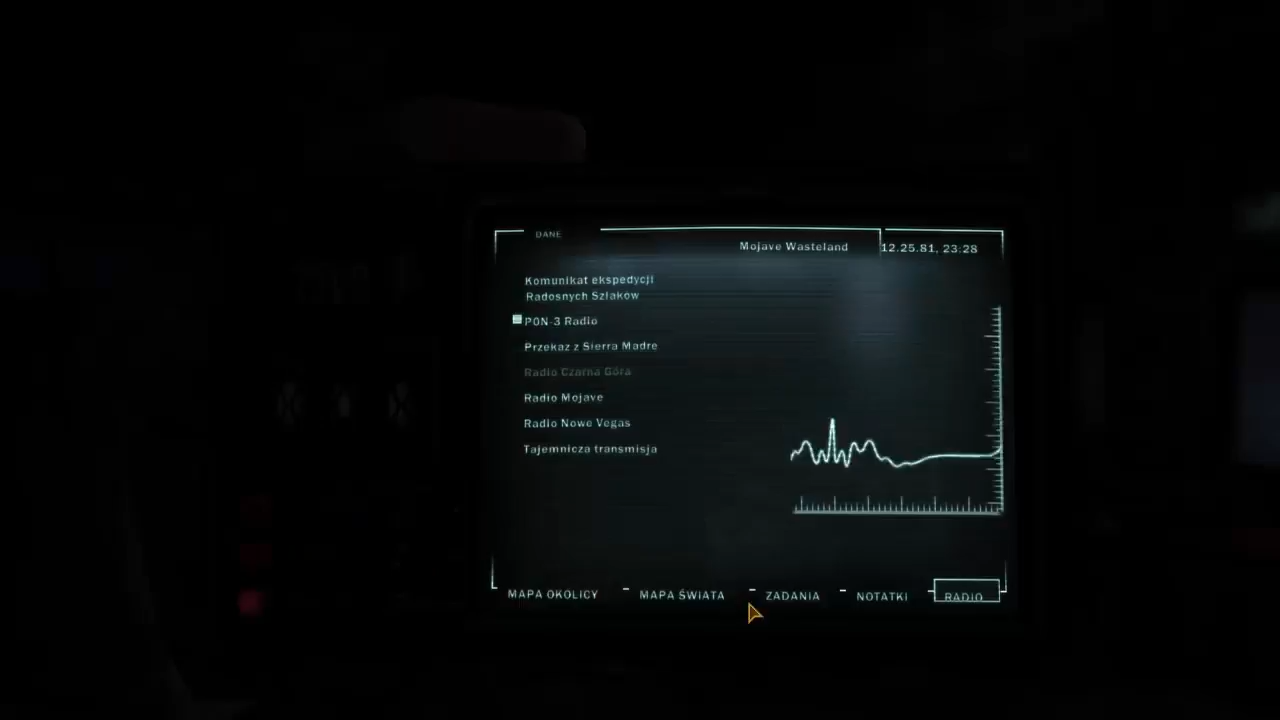 DANE
Mojave Wasteland
12.25.81, 23:28
Komunikat ekspedycji
Radosnych Szlaków
PON-3 Radio
Przekaz z Sierra Madre
Radio Czarna Góra
Radio Mojave
Radio Nowe Vegas
Tajemnicza transmisja
MAPA OKOLICY
MAPA ŚWIATA
ZADANIA
NOTATKI
RADIO